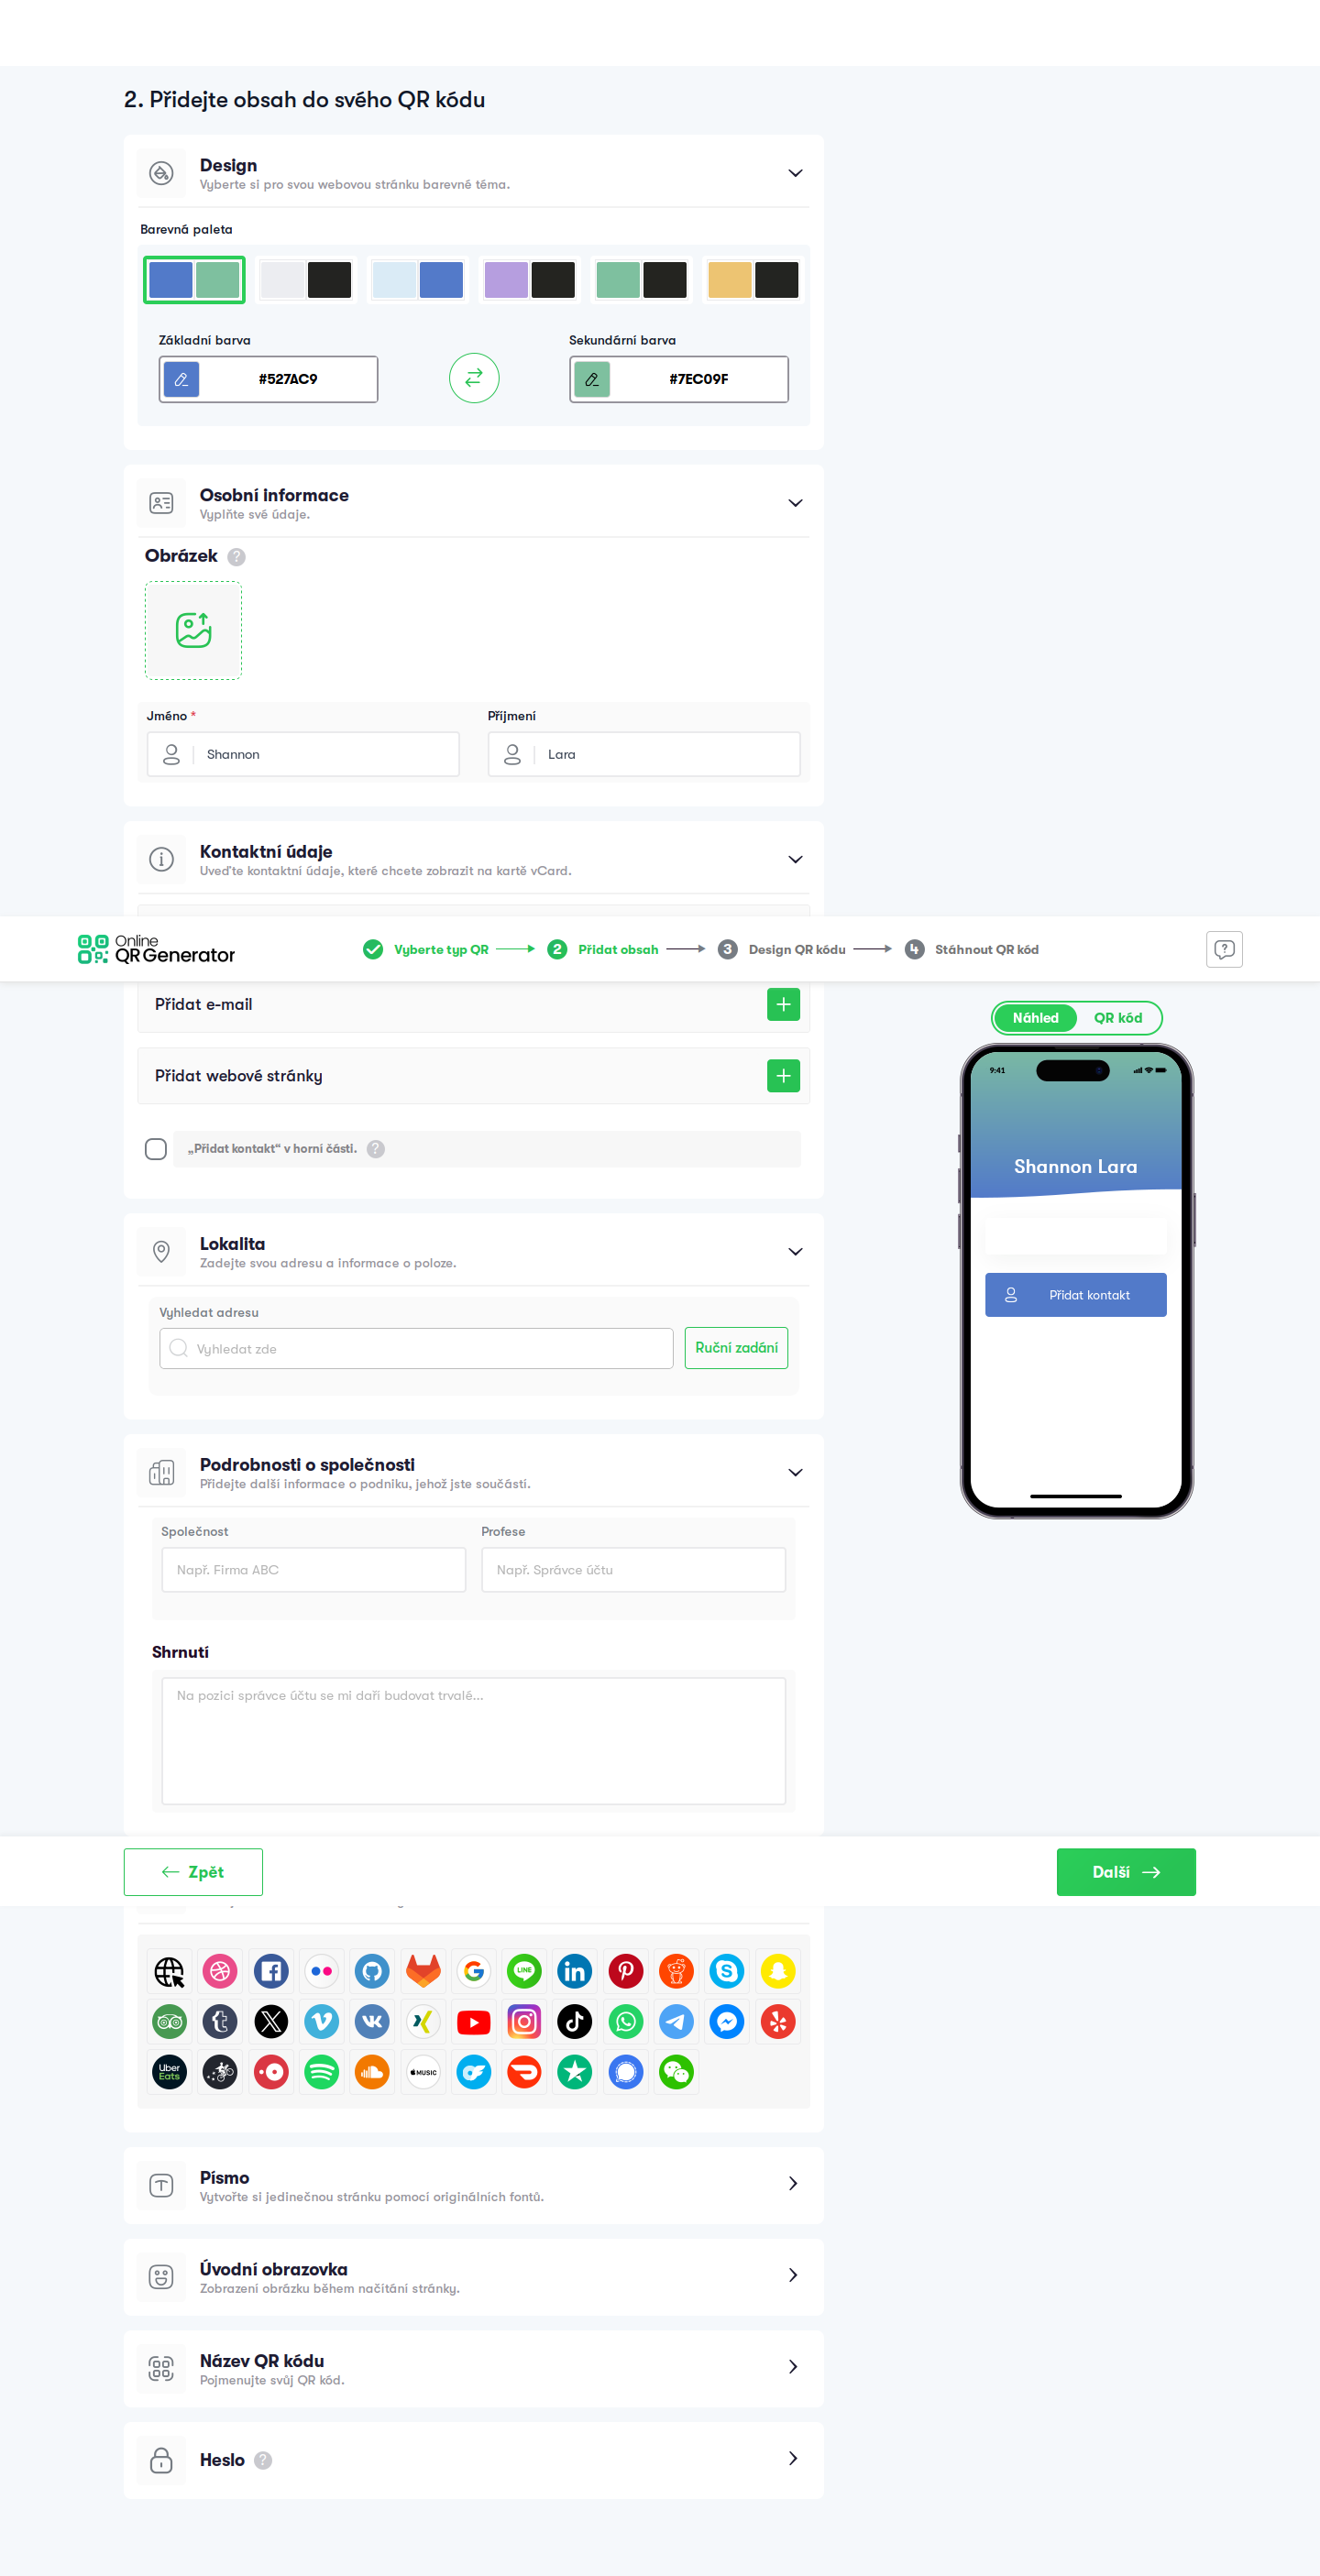 2. Přidejte obsah do svého QR kódu
Design
Vyberte si pro svou webovou stránku barevné téma.
Barevná paleta
Základní barva
Sekundární barva
#527AC9
#7EC09F
Osobní informace
Vyplňte své údaje.
Obrázek ?
Jméno *
Příjmení
Shannon
Lara
Kontaktní údaje
Uveďte kontaktní údaje, které chcete zobrazit na kartě vCard.
Online
QR Generator
Vyberte typ QR
2 Přidat obsah
3 Design QR kódu
4 Stáhnout QR kód
Přidat e-mail
Přidat webové stránky
„Přidat kontakt“ v horní části. ?
Náhled
QR kód
9:41
Shannon Lara
Přidat kontakt
Lokalita
Zadejte svou adresu a informace o poloze.
Vyhledat adresu
Vyhledat zde
Ruční zadání
Podrobnosti o společnosti
Přidejte další informace o podniku, jehož jste součástí.
Společnost
Profese
Např. Firma ABC
Např. Správce účtu
Shrnutí
Na pozici správce účtu se mi daří budovat trvalé...
Zpět
Další
LINE
Uber
Eats
MUSIC
Písmo
Vytvořte si jedinečnou stránku pomocí originálních fontů.
Úvodní obrazovka
Zobrazení obrázku během načítání stránky.
Název QR kódu
Pojmenujte svůj QR kód.
Heslo ?